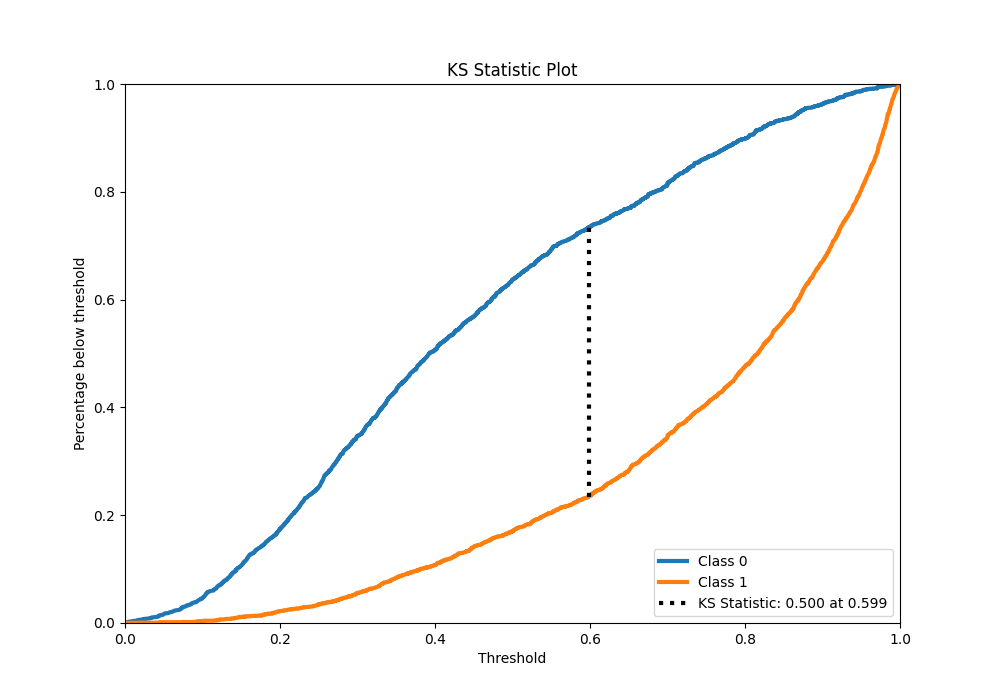 KS Statistic Plot
Percentage below threshold
1.0
0.8
0.6
0.4
0.2
0.0
0.0 0.2 0.4 0.6 0.8 1.0
Threshold
Class 0
Class 1
KS Statistic: 0.500 at 0.599